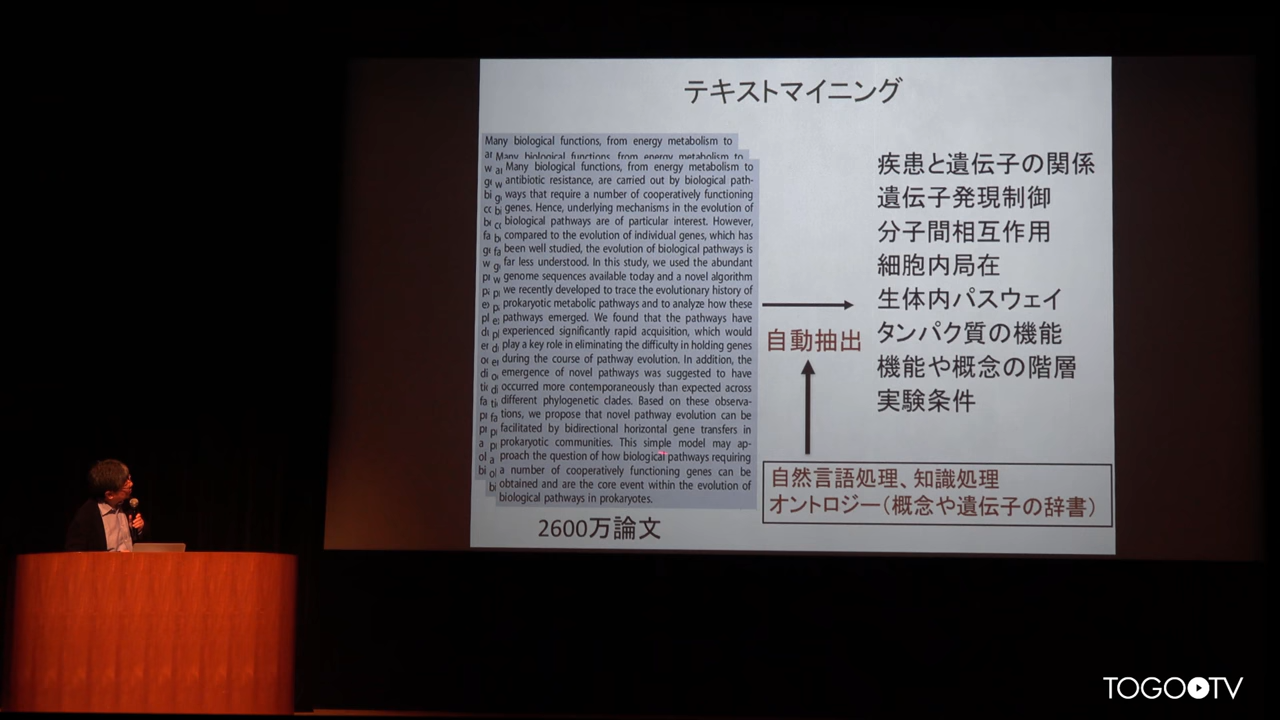 テキストマイニング
Many biological functions, from energy metabolism to
Many biological functions, from energy metabolism to
Many biological functions, from energy metabolism to
antibiotic resistance, are carried out by biological path-
ways that require a number of cooperatively functioning
genes. Hence, underlying mechanisms in the evolution of
biological pathways are of particular interest. However,
compared to the evolution of individual genes, which has
been well studied, the evolution of biological pathways is
far less understood. In this study, we used the abundant
genome sequences available today and a novel algorithm
we recently developed to trace the evolutionary history of
prokaryotic metabolic pathways and to analyze how these
pathways emerged. We found that the pathways have
experienced significantly rapid acquisition, which would
play a key role in eliminating the difficulty in holding genes
during the course of pathway evolution. In addition, the
emergence of novel pathways was suggested to have
occurred more contemporaneously than expected across
different phylogenetic clades. Based on these observa-
tions, we propose that novel pathway evolution can be
facilitated by bidirectional horizontal gene transfers in
prokaryotic communities. This simple model may ap-
proach the question of how biological pathways requiring
a number of cooperatively functioning genes can be
obtained and are the core event within the evolution of
biological pathways in prokaryotes.
2600万論文
自動抽出
自然言語処理、知識処理
オントロジー（概念や遺伝子の辞書）
疾患と遺伝子の関係
遺伝子発現制御
分子間相互作用
細胞内局在
生体内パスウェイ
タンパク質の機能
機能や概念の階層
実験条件
TOGO TV